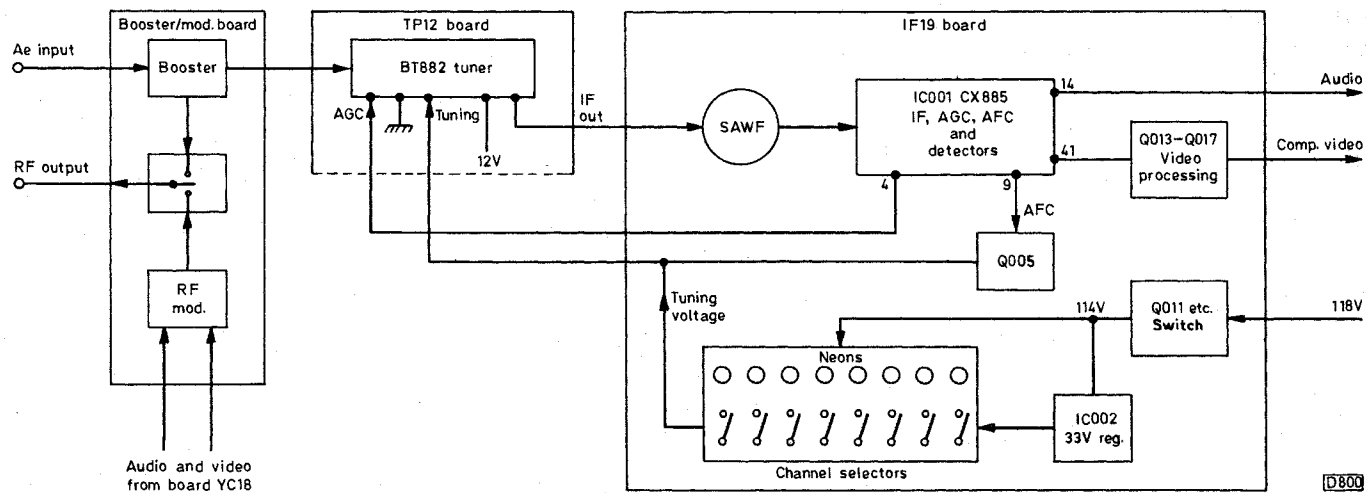 Booster/mod. board
Ae input
Booster
RF output
RF
mod.
Audio and video
from board YC18
TP12 board
BT882 tuner
AGC
Tuning
12V
IF
out
IF19 board
SAWF
IC001 CX885
IF, AGC, AFC
and
detectors
14
Audio
41
Q013–Q017
Video
processing
Comp. video
4
9
AFC
Q005
Tuning
voltage
114V
Q011 etc.
Switch
118V
Neons
IC002
33V reg.
Channel selectors
D800